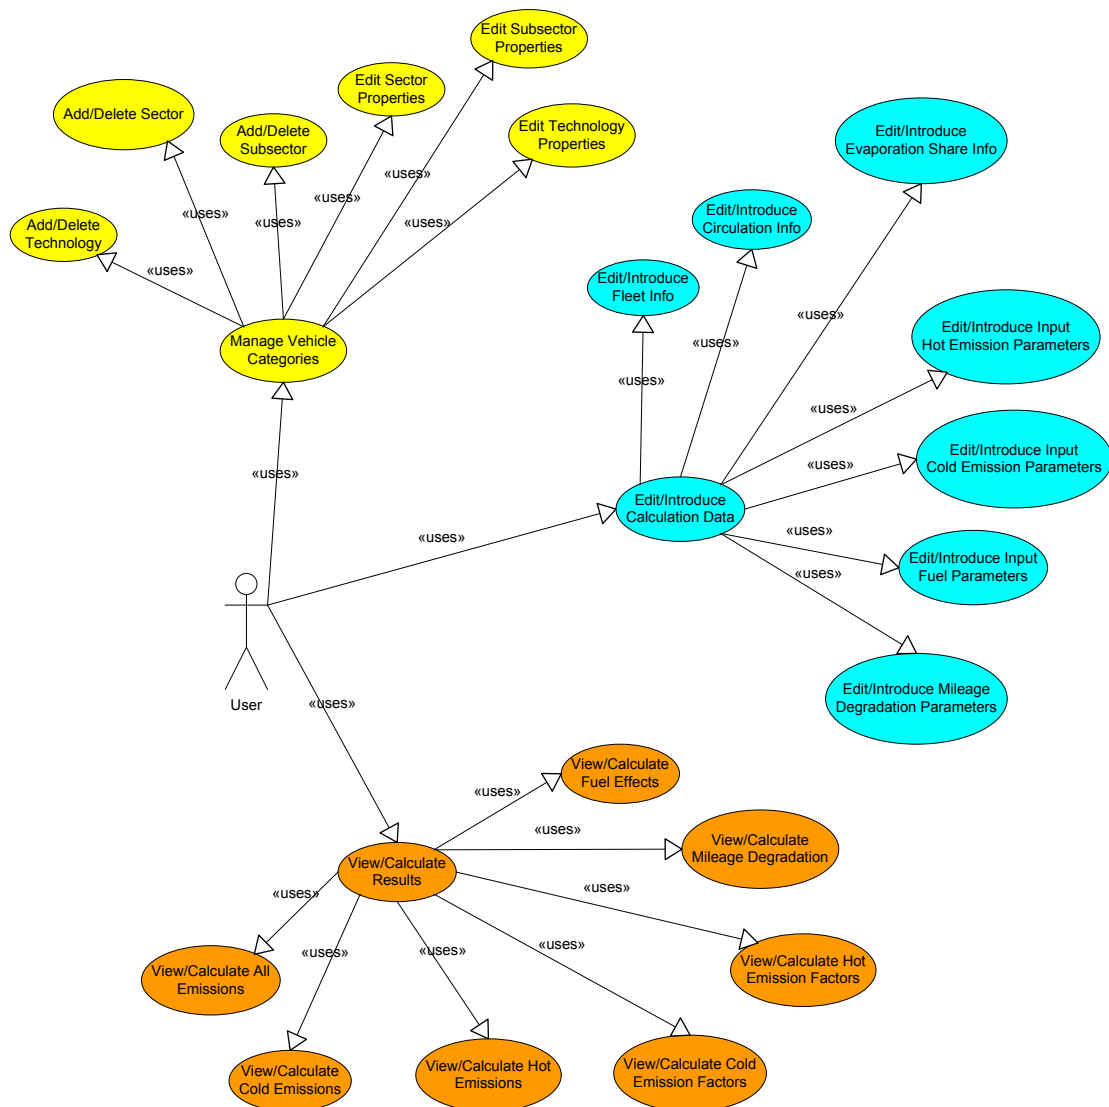 Edit Subsector
Properties
Edit Sector
Properties
Add/Delete Sector
Add/Delete
Subsector
Edit Technology
Properties
Edit/Introduce
Evaporation Share Info
«uses»
«uses»
«uses»
«uses»
«uses»
Add/Delete
Technology
Edit/Introduce
Circulation Info
Edit/Introduce
Fleet Info
Manage Vehicle
Categories
«uses»
«uses»
«uses»
Edit/Introduce Input
Hot Emission Parameters
«uses»
«uses»
Edit/Introduce Input
Cold Emission Parameters
«uses»
«uses»
Edit/Introduce
Calculation Data
«uses»
«uses»
Edit/Introduce Input
Fuel Parameters
«uses»
User
«uses»
Edit/Introduce Mileage
Degradation Parameters
View/Calculate
Fuel Effects
«uses»
«uses»
View/Calculate
Mileage Degradation
View/Calculate
Results
«uses»
«uses»
«uses»
«uses»
«uses»
View/Calculate All
Emissions
View/Calculate Hot
Emission Factors
View/Calculate
Cold Emissions
View/Calculate Hot
Emissions
View/Calculate Cold
Emission Factors